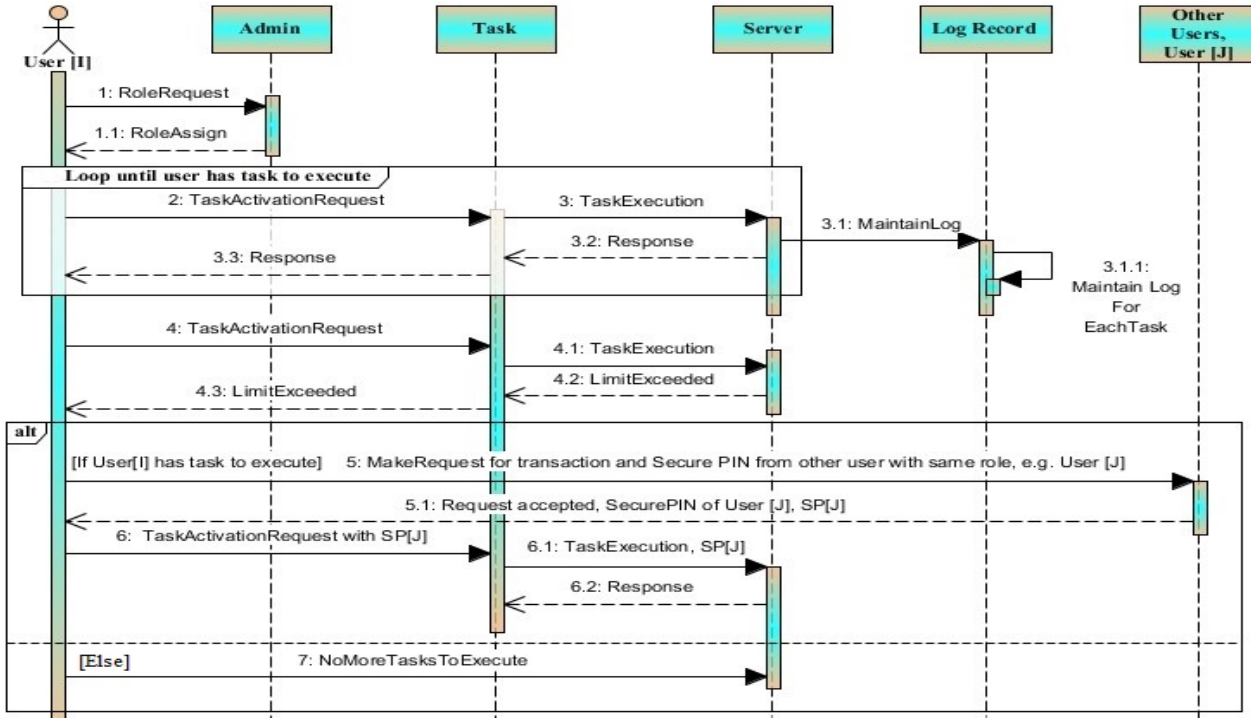 Admin
Task
Server
Log Record
Other
Users,
User [J]
User [I]
1: RoleRequest
1.1: RoleAssign
Loop until user has task to execute
2: TaskActivationRequest
3: TaskExecution
3.1: MaintainLog
3.2: Response
3.3: Response
3.1.1:
Maintain Log
For
EachTask
4: TaskActivationRequest
4.1: TaskExecution
4.2: LimitExceeded
4.3: LimitExceeded
alt
[If User[I] has task to execute]
5: MakeRequest for transaction and Secure PIN from other user with same role, e.g. User [J]
5.1: Request accepted, SecurePIN of User [J], SP[J]
6: TaskActivationRequest with SP[J]
6.1: TaskExecution, SP[J]
6.2: Response
[Else]
7: NoMoreTasksToExecute